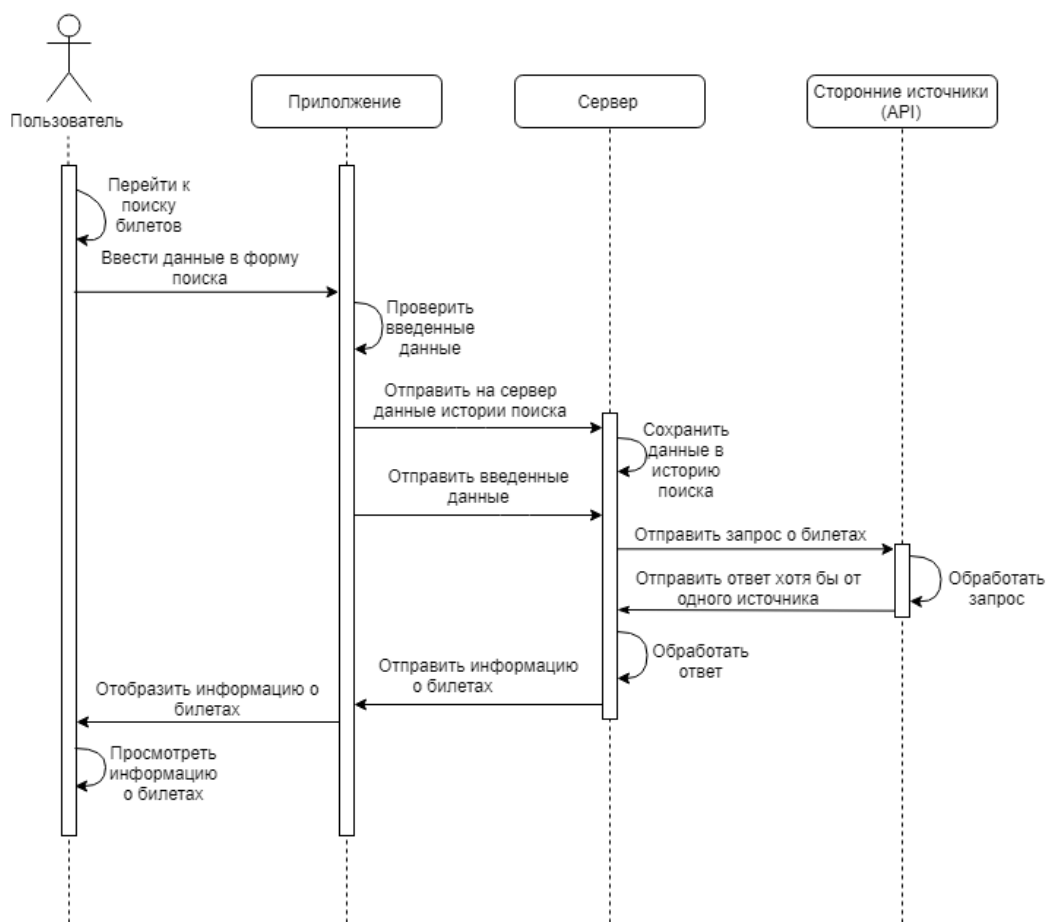 Пользователь
Прилолжение
Сервер
Сторонние источники
(API)
Перейти к
поиску
билетов
Ввести данные в форму
поиска
Проверить
введенные
данные
Отправить на сервер
данные истории поиска
Сохранить
данные в
историю
поиска
Отправить введенные
данные
Отправить запрос о билетах
Обработать
запрос
Отправить ответ хотя бы от
одного источника
Обработать
ответ
Отправить информацию
о билетах
Отобразить информацию о
билетах
Просмотреть
информацию
о билетах